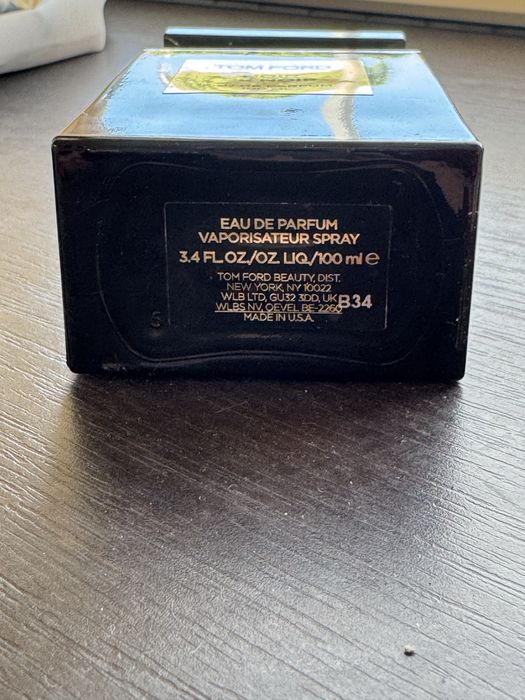 TOM FORD
EAU DE PARFUM
VAPORISATEUR SPRAY
3.4 FL.OZ./OZ. LIQ./100 ml e
TOM FORD BEAUTY, DIST.
NEW YORK, NY 10022
WLB LTD, GU32 3DD, UK
WLBS NV, OEVEL BE-2260
B34
MADE IN U.S.A.